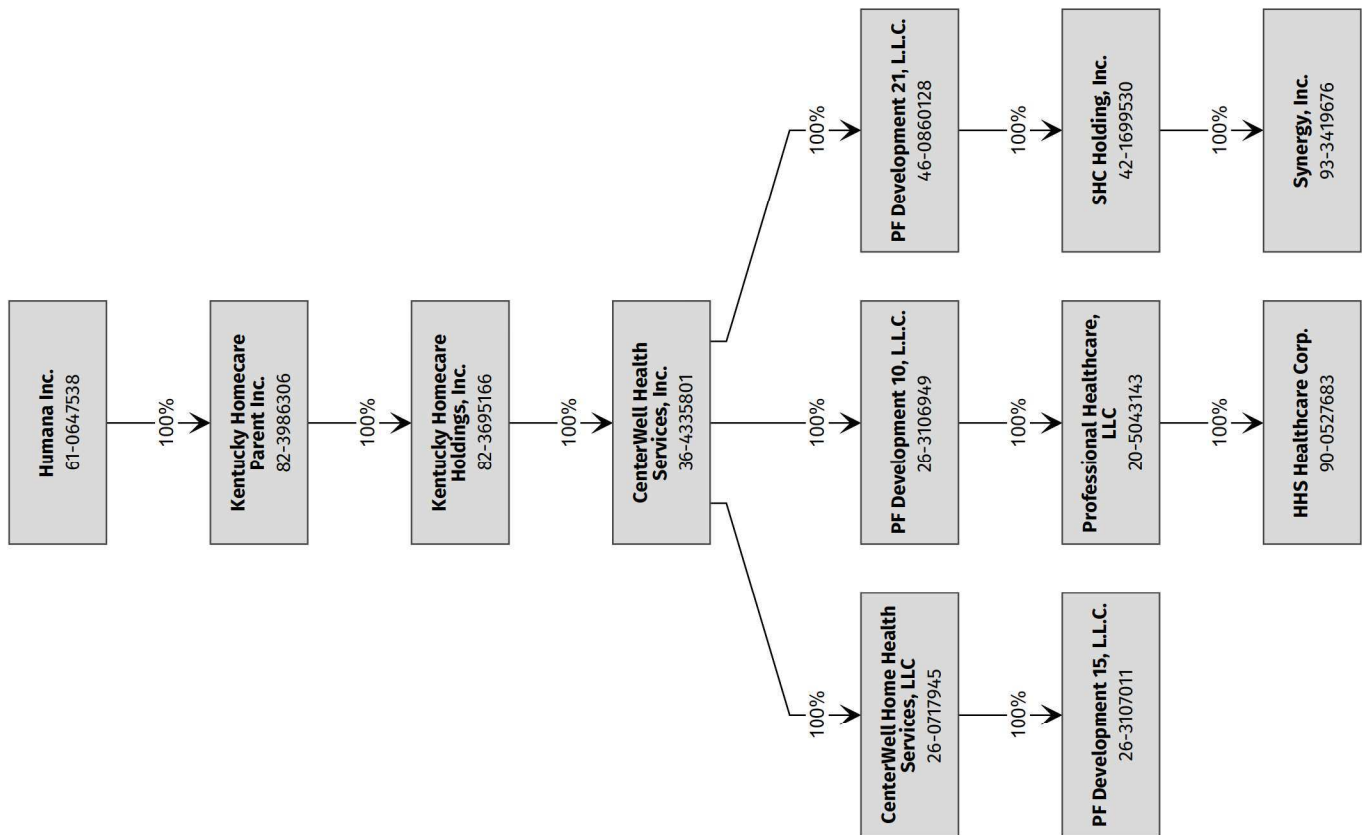 Humana Inc.
61-0647538
100%
Kentucky Homecare
Parent Inc.
82-3986306
100%
Kentucky Homecare
Holdings, Inc.
82-3695166
100%
CenterWell Health
Services, Inc.
36-4335801
100%
CenterWell Home Health
Services, LLC
26-0717945
100%
PF Development 15, L.L.C.
26-3107011
100%
PF Development 10, L.L.C.
26-3106949
100%
Professional Healthcare,
LLC
20-5043143
100%
HHS Healthcare Corp.
90-0527683
100%
PF Development 21, L.L.C.
46-0860128
100%
SHC Holding, Inc.
42-1699530
100%
Synergy, Inc.
93-3419676